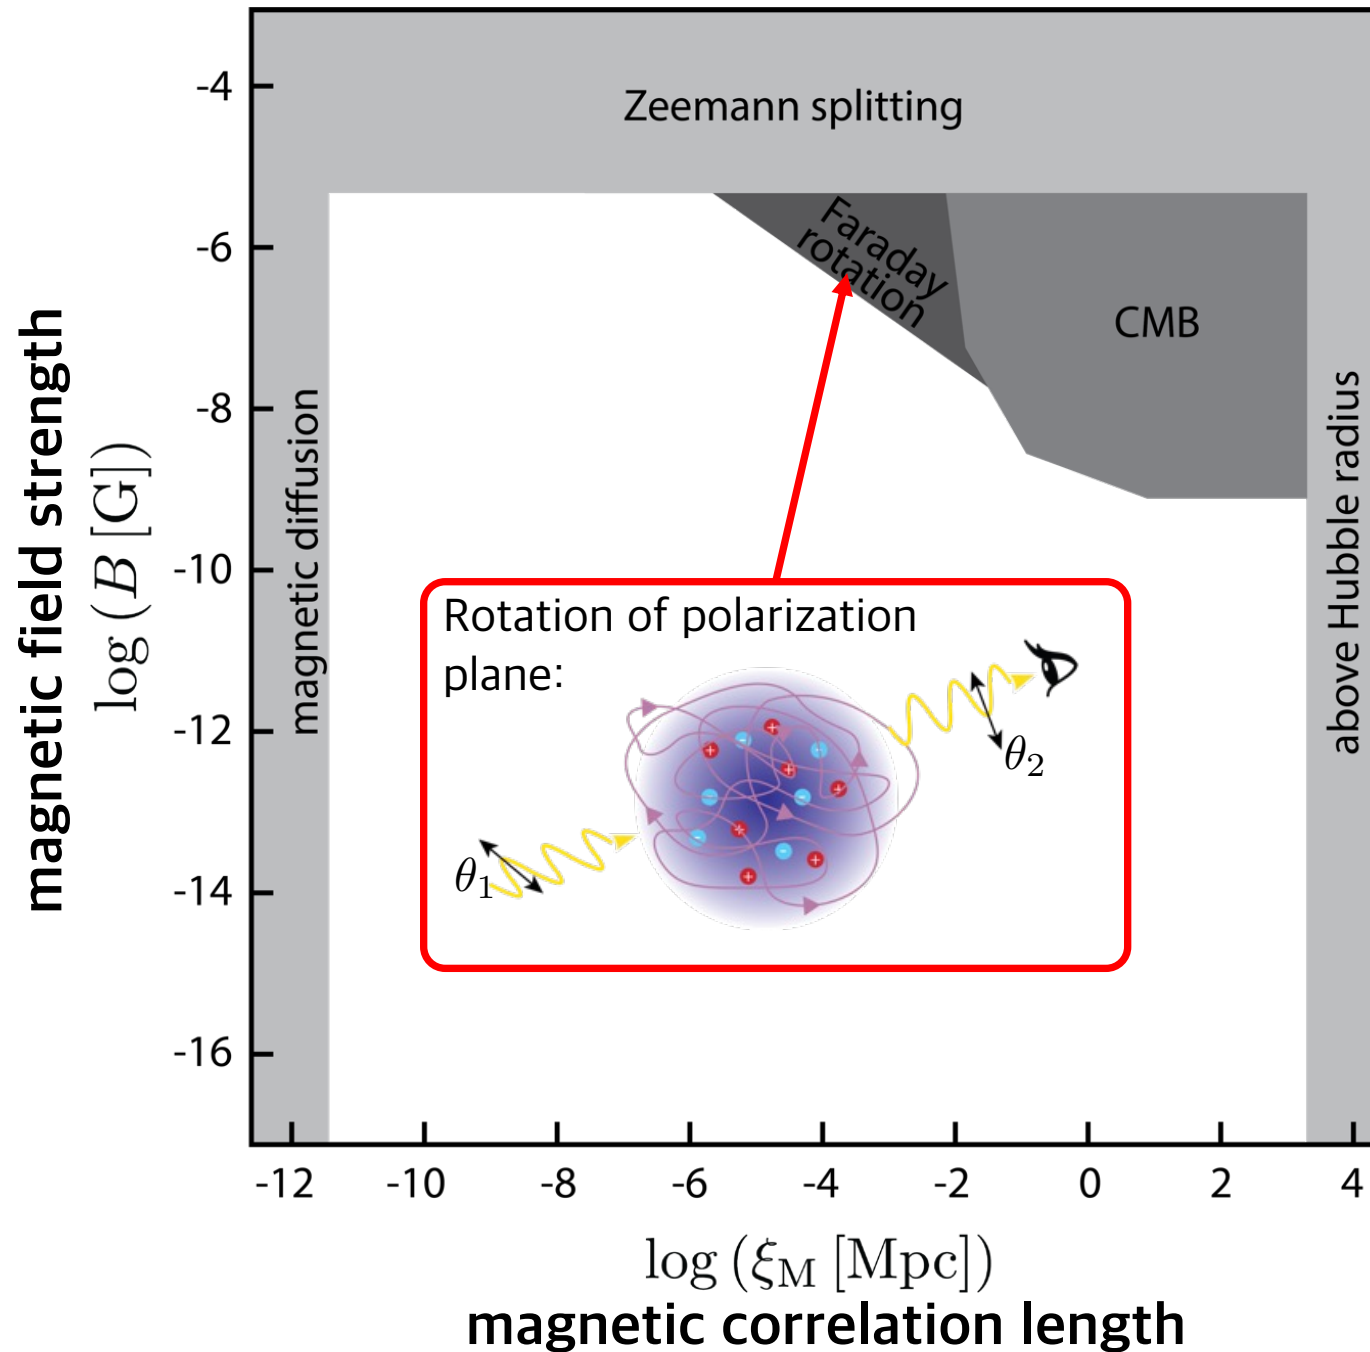 -4
-6
-8
-10
-12
-14
-16
magnetic field strength
log (B [G])
Zeemann splitting
Faraday
rotation
CMB
magnetic diffusion
above Hubble radius
Rotation of polarization
plane:
θ₁
θ₂
+
-
+
-
+
-
-
+
+
-
-
+
+
-12
-10
-8
-6
-4
-2
0
2
4
log (ξ_M [Mpc])
magnetic correlation length